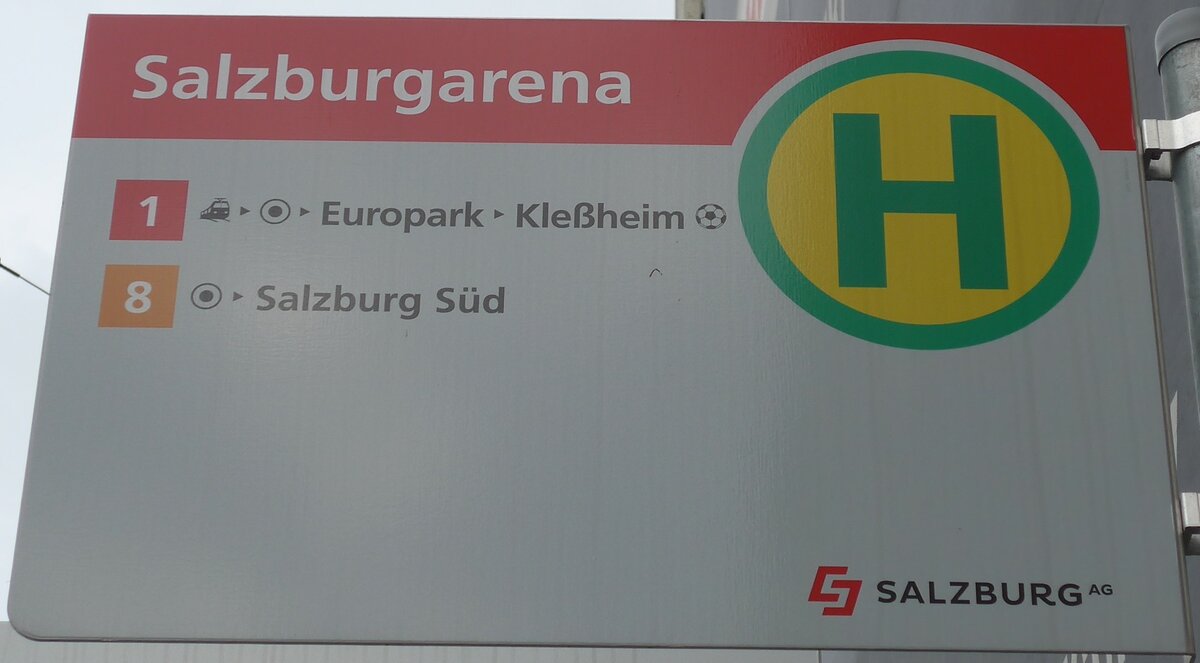 Salzburgarena
H
1 Europark Kleßheim
8 Salzburg Süd
SALZBURG AG